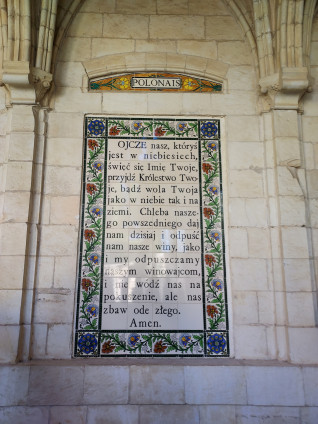 POLONAIS
OJCZE nasz, któryś
jest w niebiesiech,
święć się Imię Twoje,
przyjdź Królestwo Two-
je, bądź wola Twoja
jako w niebie tak i na
ziemi. Chleba nasze-
go powszedniego daj
nam dzisiaj i odpuść
nam nasze winy, jako
i my odpuszczamy
naszym winowajcom,
i nie wódź nas na
pokuszenie, ale nas
zbaw ode złego.
Amen.